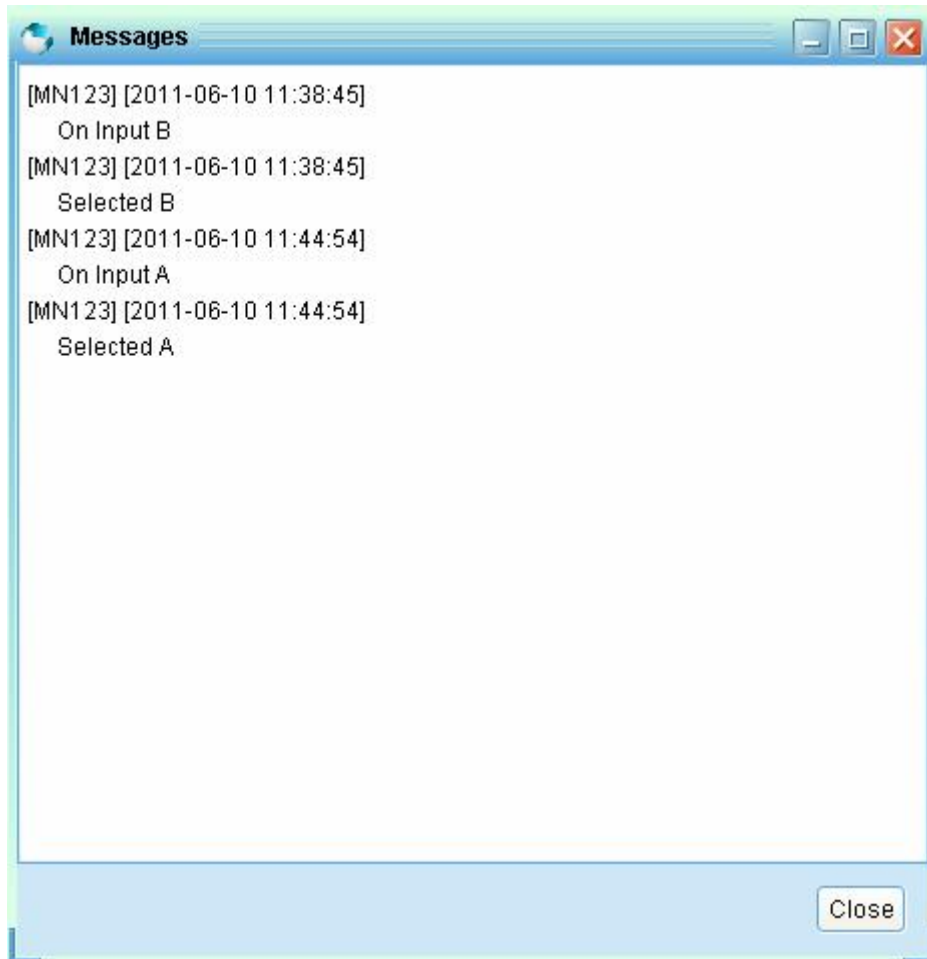 Messages
[MN123] [2011-06-10 11:38:45]
On Input B
[MN123] [2011-06-10 11:38:45]
Selected B
[MN123] [2011-06-10 11:44:54]
On Input A
[MN123] [2011-06-10 11:44:54]
Selected A
Close